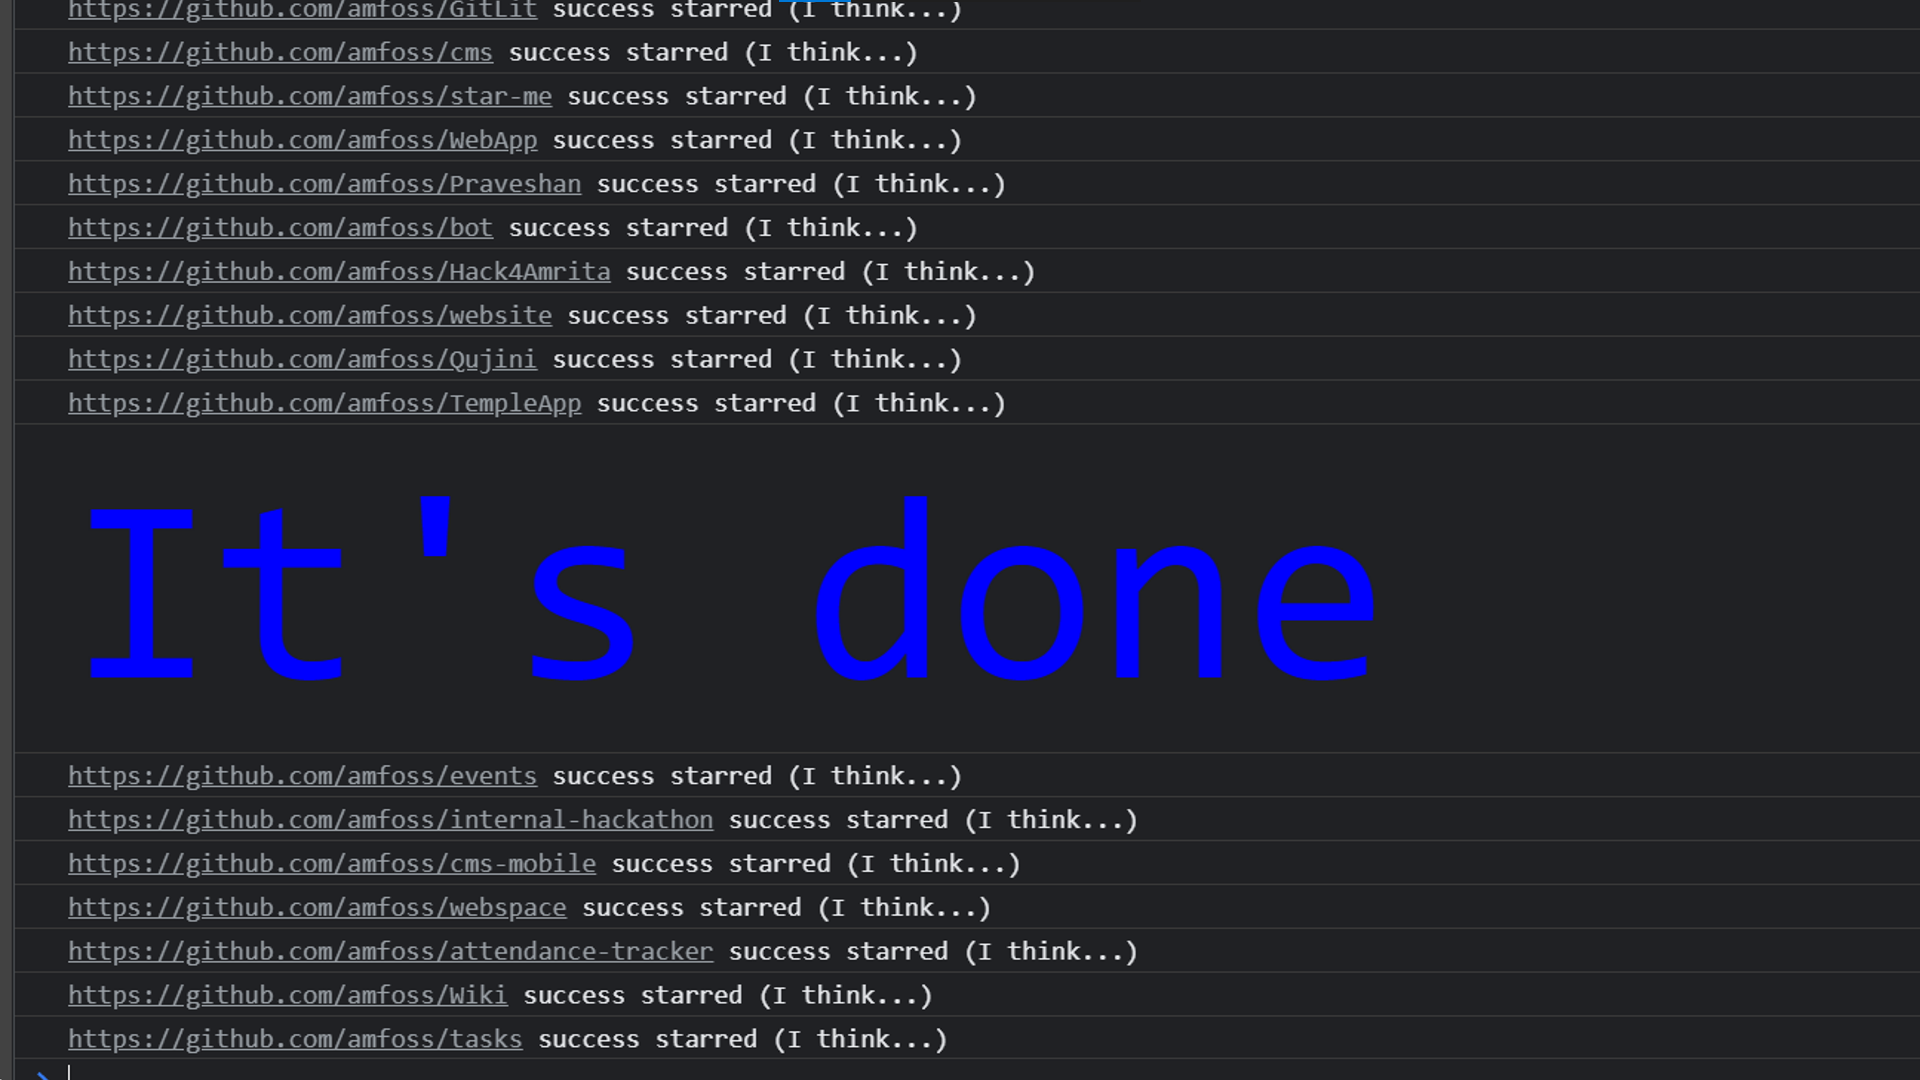 https://github.com/amfoss/GitLit success starred (I think...)
https://github.com/amfoss/cms success starred (I think...)
https://github.com/amfoss/star-me success starred (I think...)
https://github.com/amfoss/WebApp success starred (I think...)
https://github.com/amfoss/Praveshan success starred (I think...)
https://github.com/amfoss/bot success starred (I think...)
https://github.com/amfoss/Hack4Amrita success starred (I think...)
https://github.com/amfoss/website success starred (I think...)
https://github.com/amfoss/Qujini success starred (I think...)
https://github.com/amfoss/TempleApp success starred (I think...)
It's done
https://github.com/amfoss/events success starred (I think...)
https://github.com/amfoss/internal-hackathon success starred (I think...)
https://github.com/amfoss/cms-mobile success starred (I think...)
https://github.com/amfoss/webspace success starred (I think...)
https://github.com/amfoss/attendance-tracker success starred (I think...)
https://github.com/amfoss/Wiki success starred (I think...)
https://github.com/amfoss/tasks success starred (I think...)